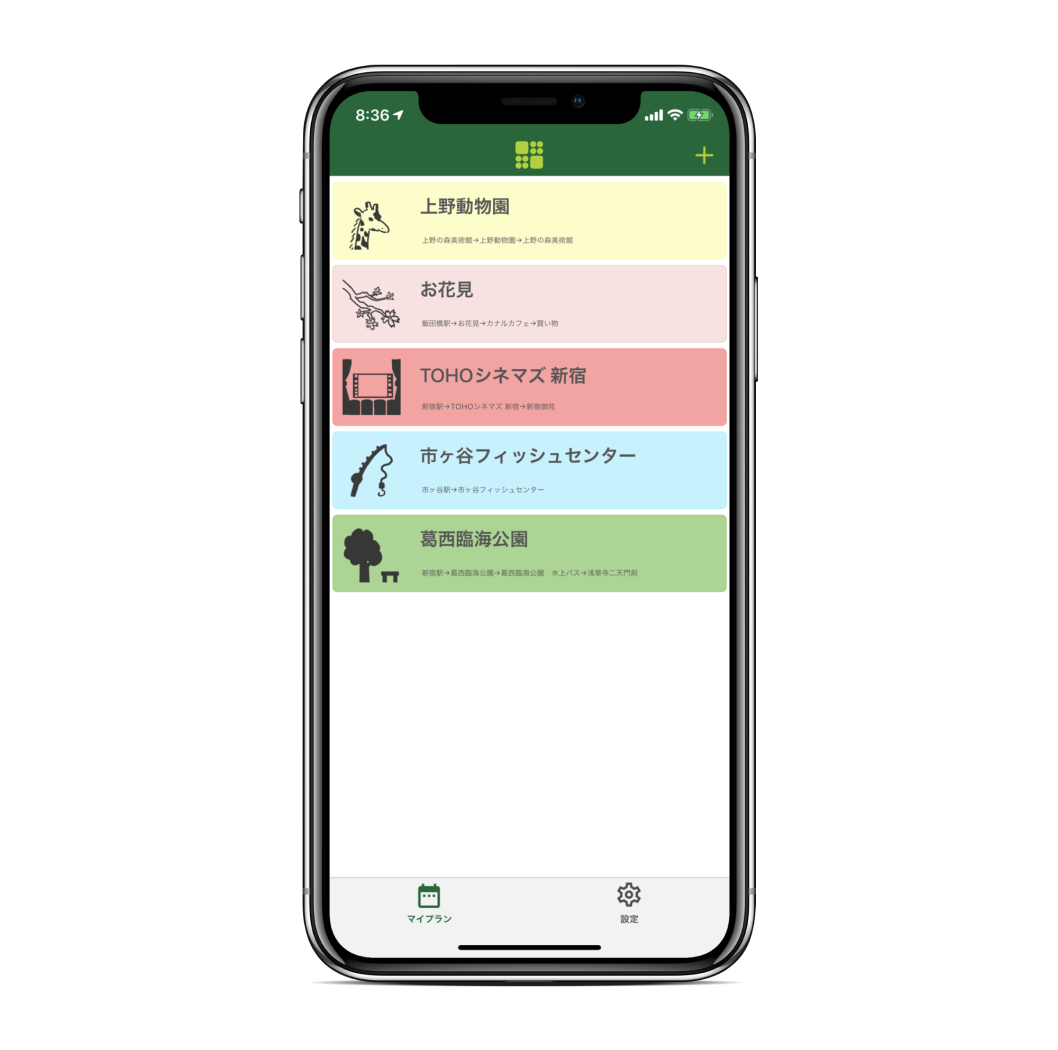 8:36
上野動物園
上野の森美術館→上野動物園→上野の森美術館
お花見
飯田橋駅→お花見→カナルカフェ→買い物
TOHOシネマズ 新宿
新宿駅→TOHOシネマズ 新宿→新宿御苑
市ヶ谷フィッシュセンター
市ヶ谷駅→市ヶ谷フィッシュセンター
葛西臨海公園
新宿駅→葛西臨海公園→葛西臨海公園　水上バス→浅草寺二天門前
マイプラン
設定